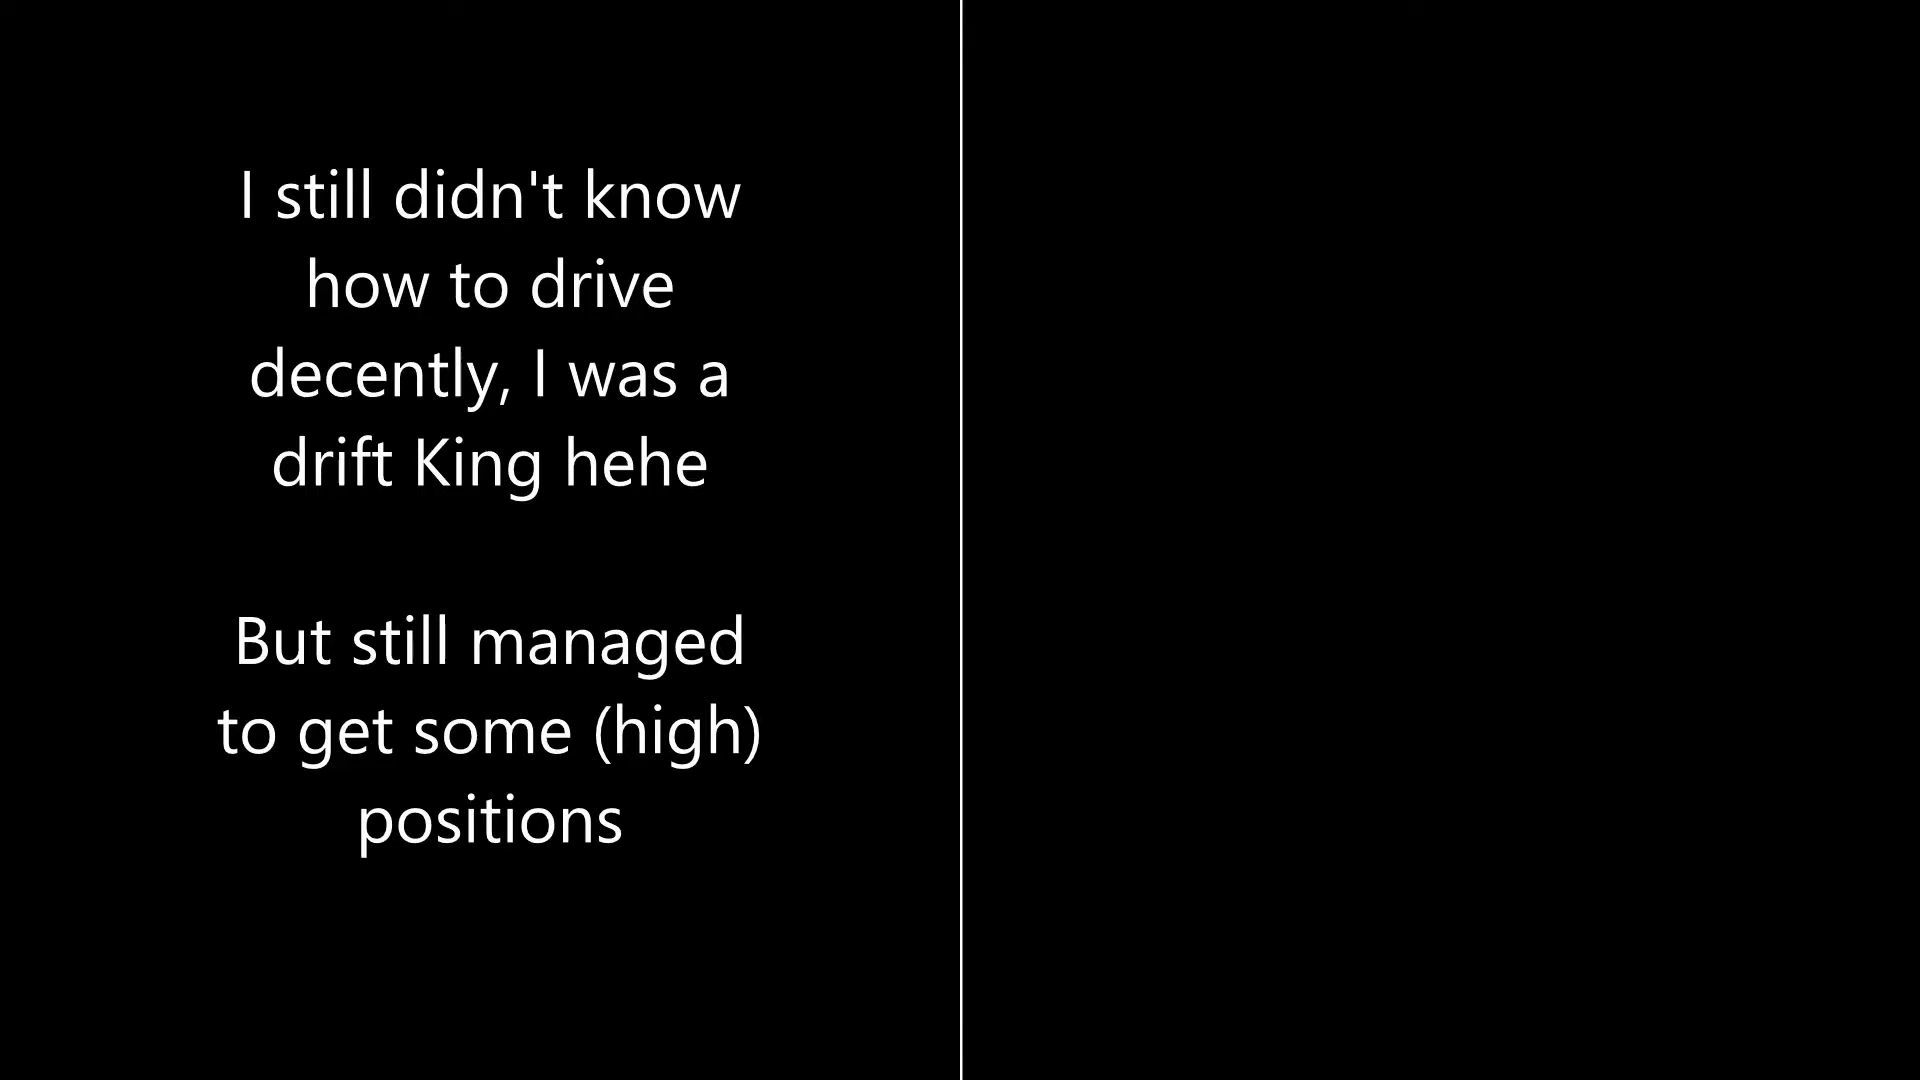 I still didn't know
how to drive
decently, I was a
drift King hehe
But still managed
to get some (high)
positions